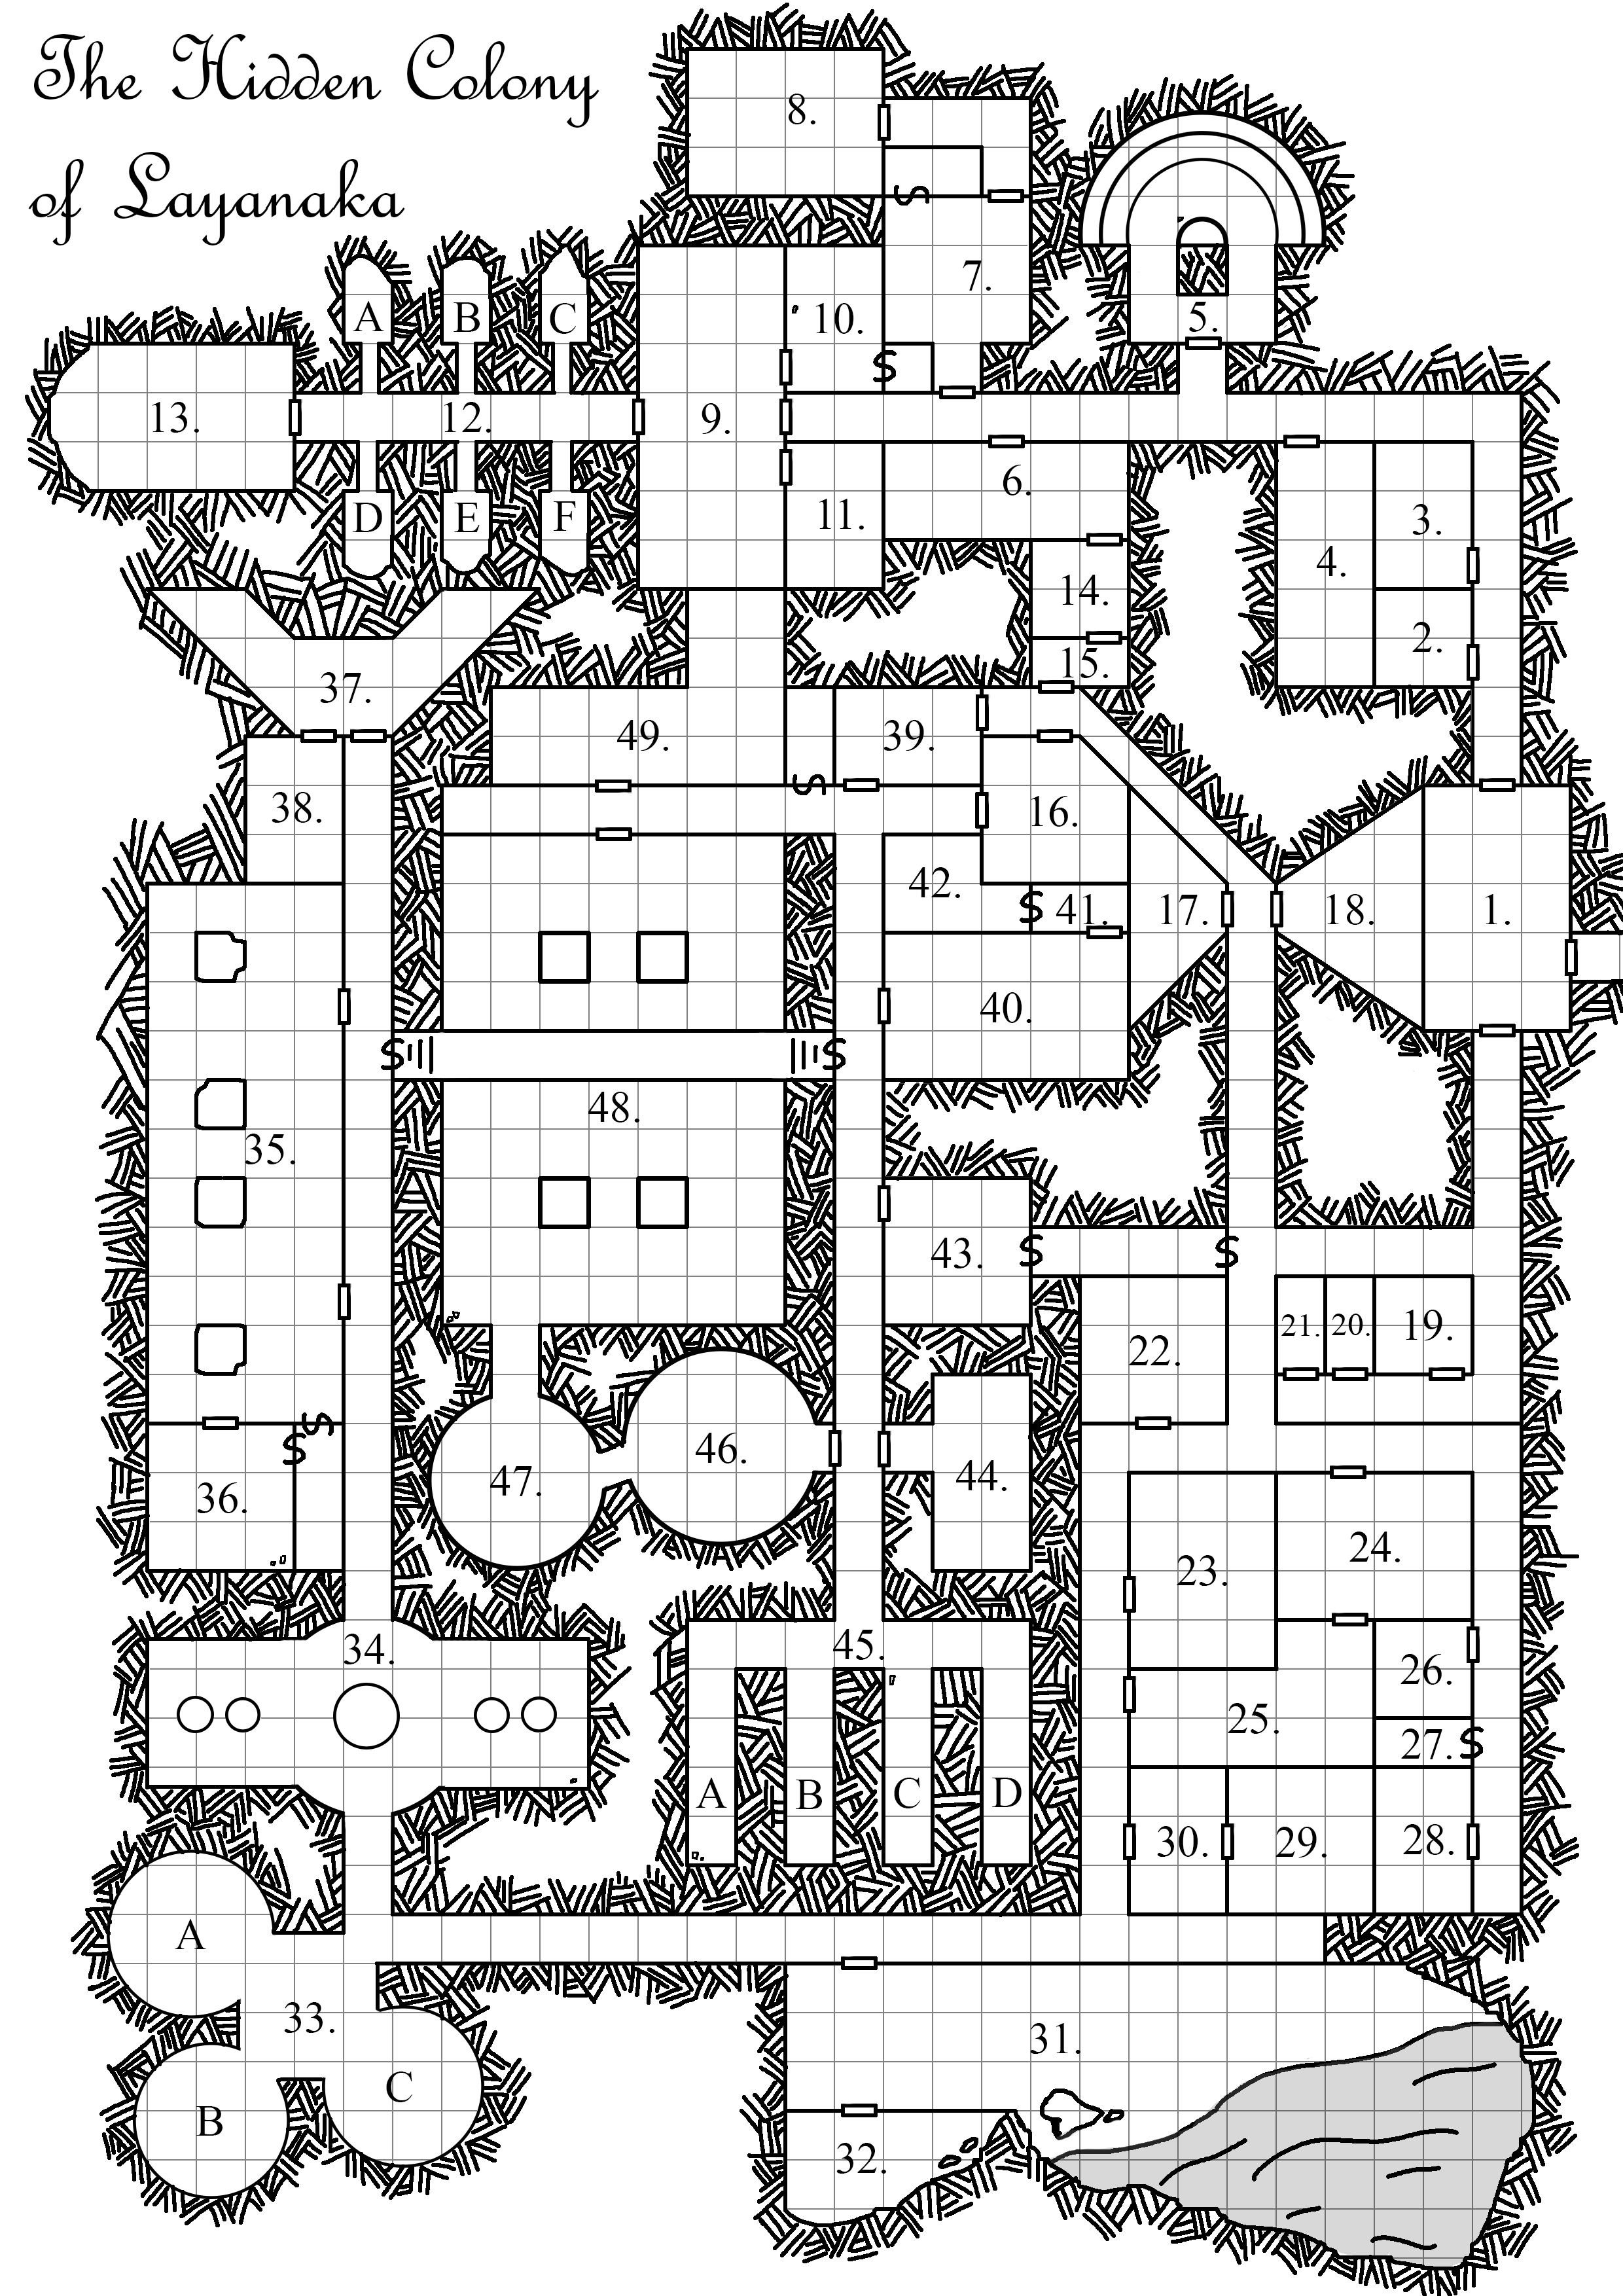 The Hidden Colony
of Layanaka
8.
7.
5.
A B C
10.
13.
12.
9.
6.
D E F
11.
3.
4.
14.
2.
15.
37.
49.
39.
38.
16.
42.
S
S 41.
17.
18.
1.
40.
S S
48.
35.
43.
S S
S
S
22.
21. 20. 19.
S
S
46.
47.
44.
36.
24.
23.
34.
45.
26.
25.
27. S
A B C D
30. 29. 28.
A
33.
31.
C
B
32.